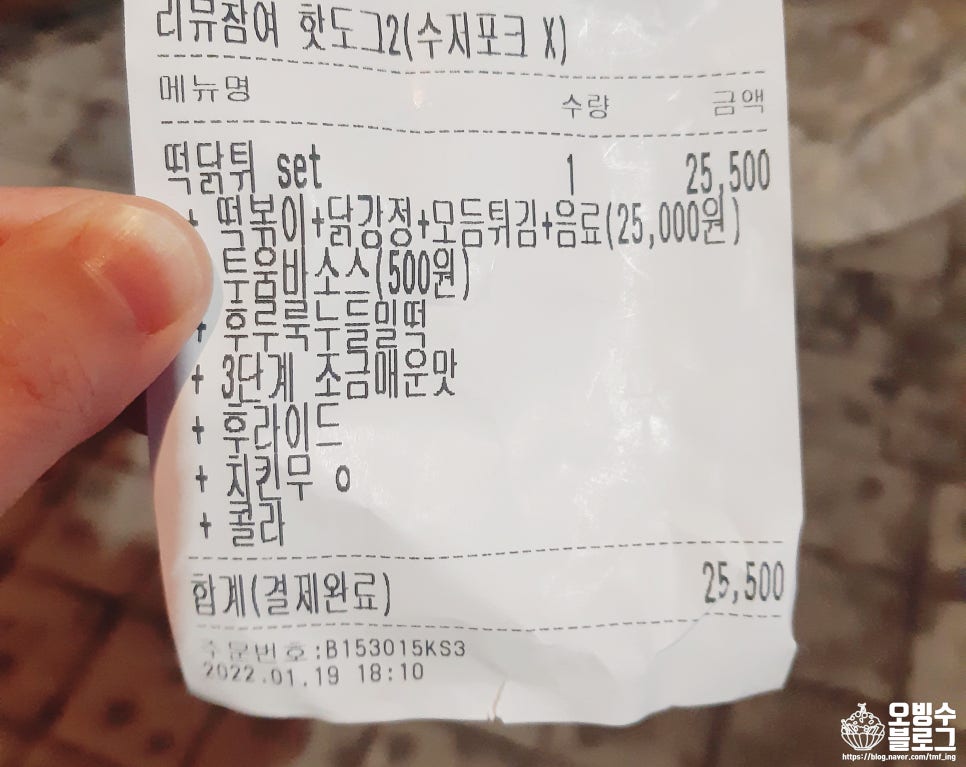 리뷰참여 핫도그2(수저포크 X)
메뉴명 수량 금액
떡닭튀 set 1 25,500
+ 떡볶이+닭강정+모듬튀김+음료(25,000원)
투움바소스(500원)
+ 후루룩누들밀떡
+ 3단계 조금매운맛
+ 후라이드
+ 치킨무 o
+ 콜라
합계(결제완료) 25,500
주문번호:B153015KS3
2022.01.19 18:10
오빙수
블로그
https://blog.naver.com/tmf_ing